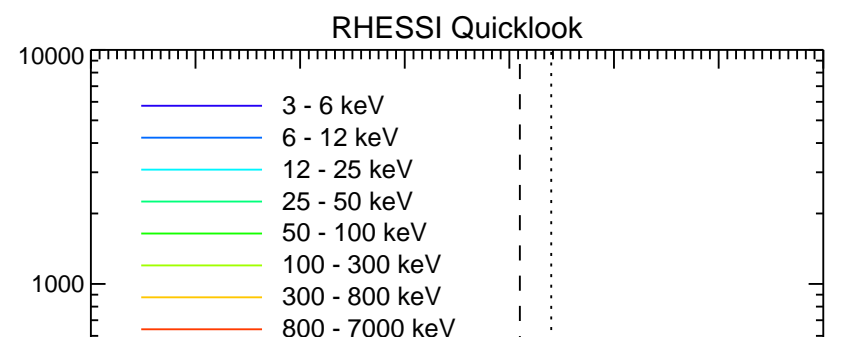 RHESSI Quicklook
10000
3 - 6 keV
6 - 12 keV
12 - 25 keV
25 - 50 keV
50 - 100 keV
100 - 300 keV
1000
300 - 800 keV
800 - 7000 keV